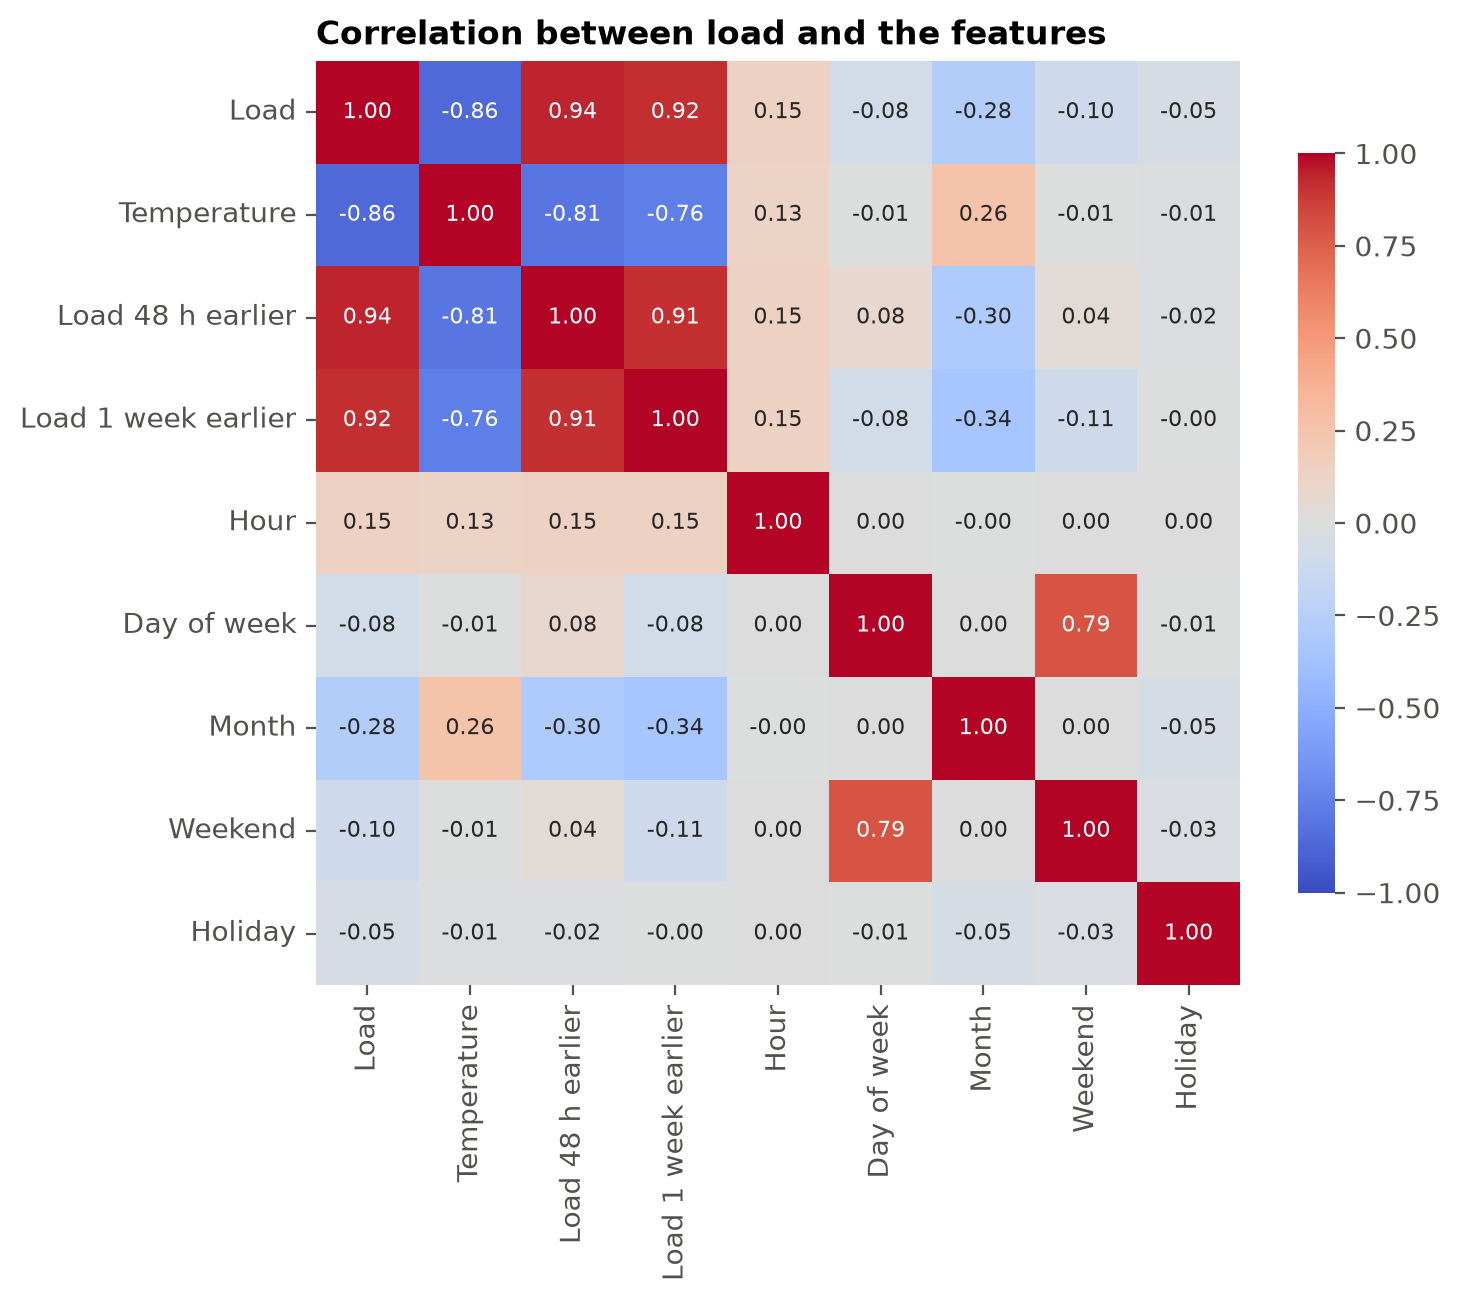 Correlation between load and the features
Load 1.00 -0.86 0.94 0.92 0.15 -0.08 -0.28 -0.10 -0.05
Temperature -0.86 1.00 -0.81 -0.76 0.13 -0.01 0.26 -0.01 -0.01
Load 48 h earlier 0.94 -0.81 1.00 0.91 0.15 0.08 -0.30 0.04 -0.02
Load 1 week earlier 0.92 -0.76 0.91 1.00 0.15 -0.08 -0.34 -0.11 -0.00
Hour 0.15 0.13 0.15 0.15 1.00 0.00 -0.00 0.00 0.00
Day of week -0.08 -0.01 0.08 -0.08 0.00 1.00 0.00 0.79 -0.01
Month -0.28 0.26 -0.30 -0.34 -0.00 0.00 1.00 0.00 -0.05
Weekend -0.10 -0.01 0.04 -0.11 0.00 0.79 0.00 1.00 -0.03
Holiday -0.05 -0.01 -0.02 -0.00 0.00 -0.01 -0.05 -0.03 1.00
Load
Temperature
Load 48 h earlier
Load 1 week earlier
Hour
Day of week
Month
Weekend
Holiday
1.00
0.75
0.50
0.25
0.00
−0.25
−0.50
−0.75
−1.00